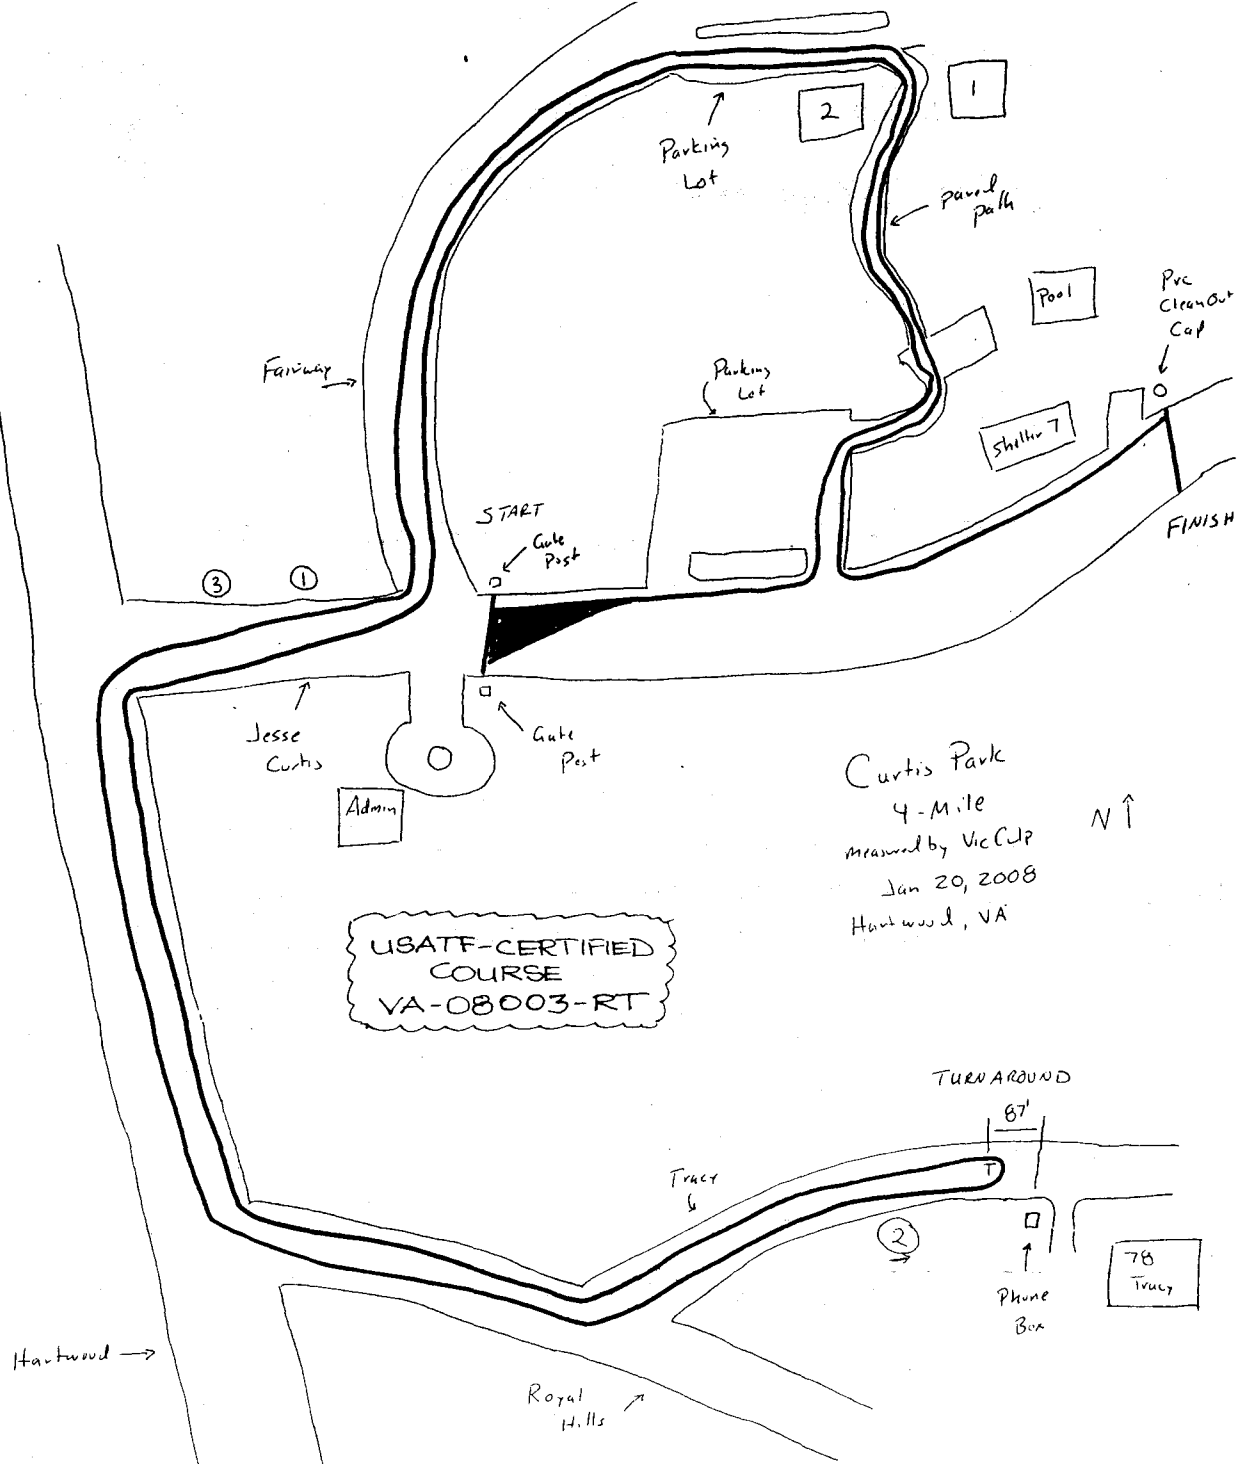 1
2
Parking
Lot
paved
path
Pool
Pvc
CleanOut
Cap
Fairway
Parking
Lot
Shelter 7
START
Gate
Post
FINISH
3
1
Jesse
Curtis
Gate
Post
Admin
Curtis Park
4-Mile
measured by Vic Culp
Jan 20, 2008
Hartwood, VA
N
USATF-CERTIFIED
COURSE
VA-08003-RT
TURNAROUND
87'
T
Tracy
2
78
Tracy
Phone
Box
Hartwood
Royal
Hills